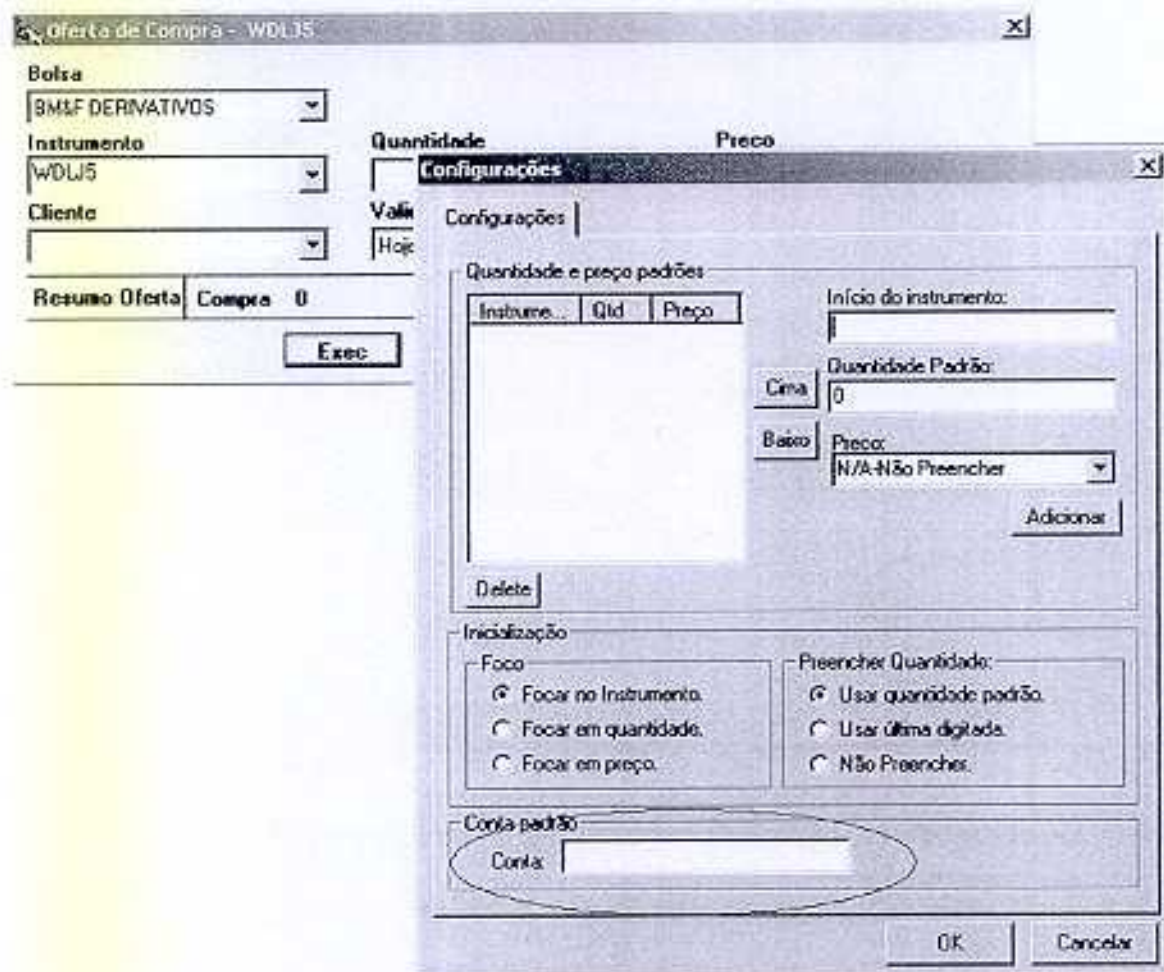 Oferta de Compra - WDLJ5
Bolsa
BM&F DERIVATIVOS
Instrumento
WDLJ5
Quantidade
Preco
Cliente
Hoje
Resumo Oferta
Compra 0
Exec
Configurações
Configurações
Quantidade e preço padrões
Instrume...
Qtd
Preço
Início do instrumento:
Quantidade Padrão:
0
Cima
Baixo
Preco:
N/A-Não Preencher
Adicionar
Delete
Inicialização
Foco
Focar no Instrumento.
Focar em quantidade.
Focar em preço.
Preencher Quantidade:
Usar quantidade padrão.
Usar última digitada.
Não Preencher.
Conta padrão
Conta:
OK
Cancelar